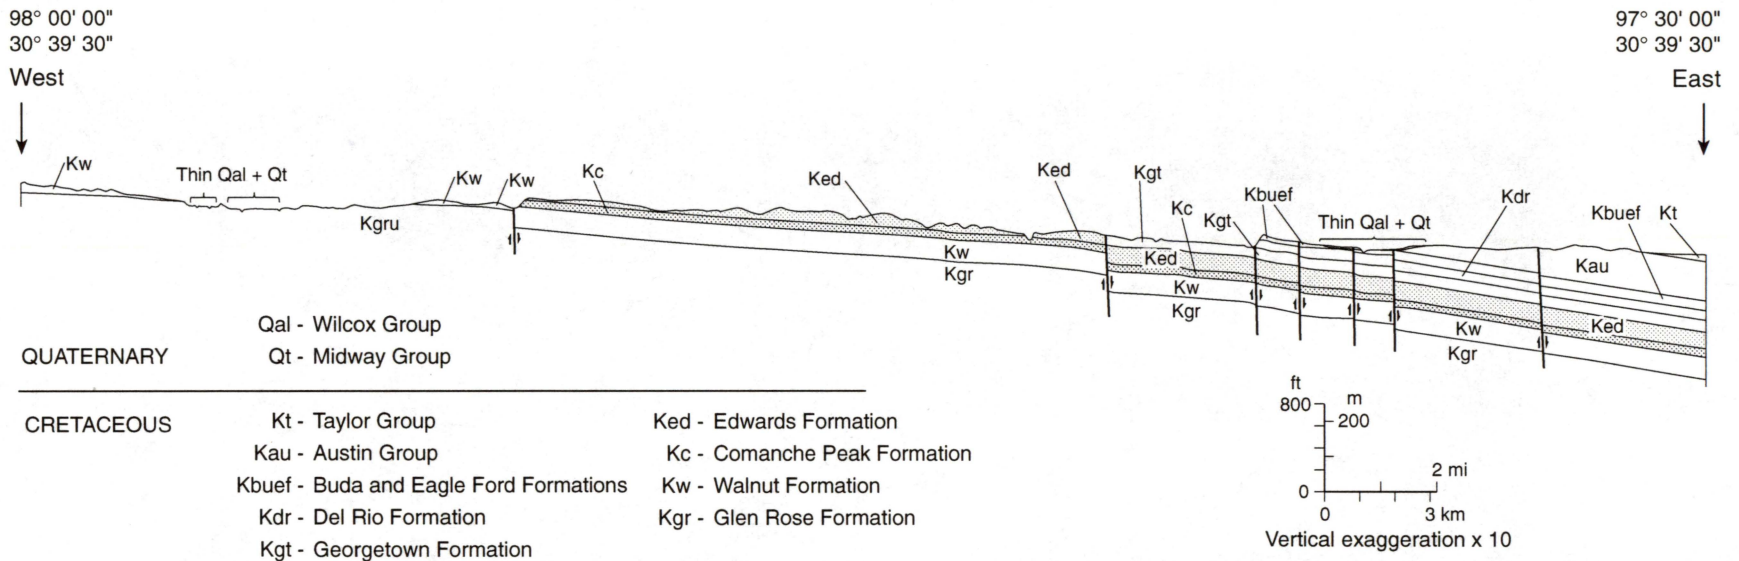 98° 00' 00"
30° 39' 30"
West
97° 30' 00"
30° 39' 30"
East
Kw
Thin Qal + Qt
Kgru
Kw
Kw
Kc
Ked
Kw
Kgr
Ked
Kgt
Ked
Kc
Kw
Kgr
Kgt
Kbuef
Thin Qal + Qt
Kdr
Kbuef
Kt
Kau
Kw
Ked
Kgr
Qal - Wilcox Group
QUATERNARY
Qt - Midway Group
CRETACEOUS
Kt - Taylor Group
Kau - Austin Group
Kbuef - Buda and Eagle Ford Formations
Kdr - Del Rio Formation
Kgt - Georgetown Formation
Ked - Edwards Formation
Kc - Comanche Peak Formation
Kw - Walnut Formation
Kgr - Glen Rose Formation
ft
m
800
200
2 mi
0
0
3 km
Vertical exaggeration x 10